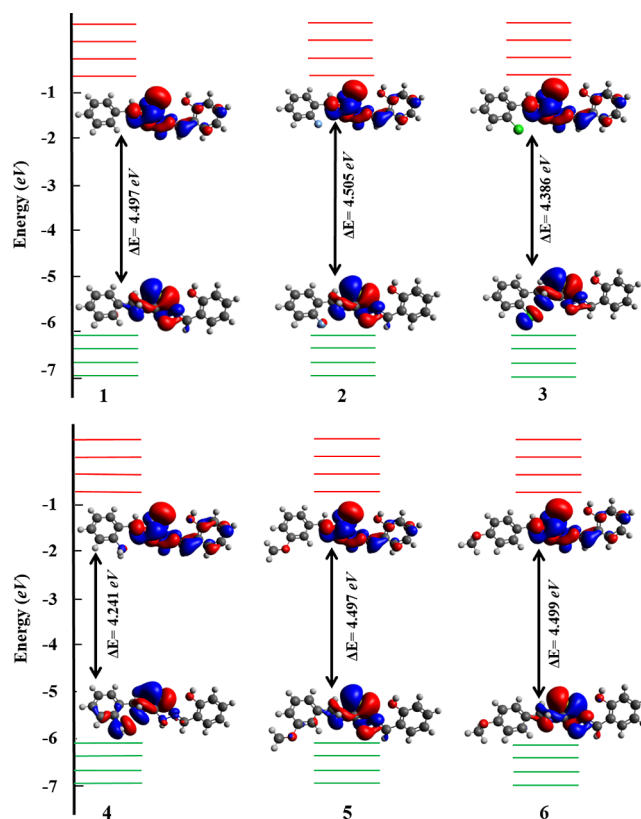 -1
-2
-3
-4
-5
-6
-7
Energy (eV)
ΔE= 4.497 eV
ΔE= 4.505 eV
ΔE= 4.386 eV
1
2
3
-1
-2
-3
-4
-5
-6
-7
Energy (eV)
ΔE= 4.241 eV
ΔE= 4.497 eV
ΔE= 4.499 eV
4
5
6